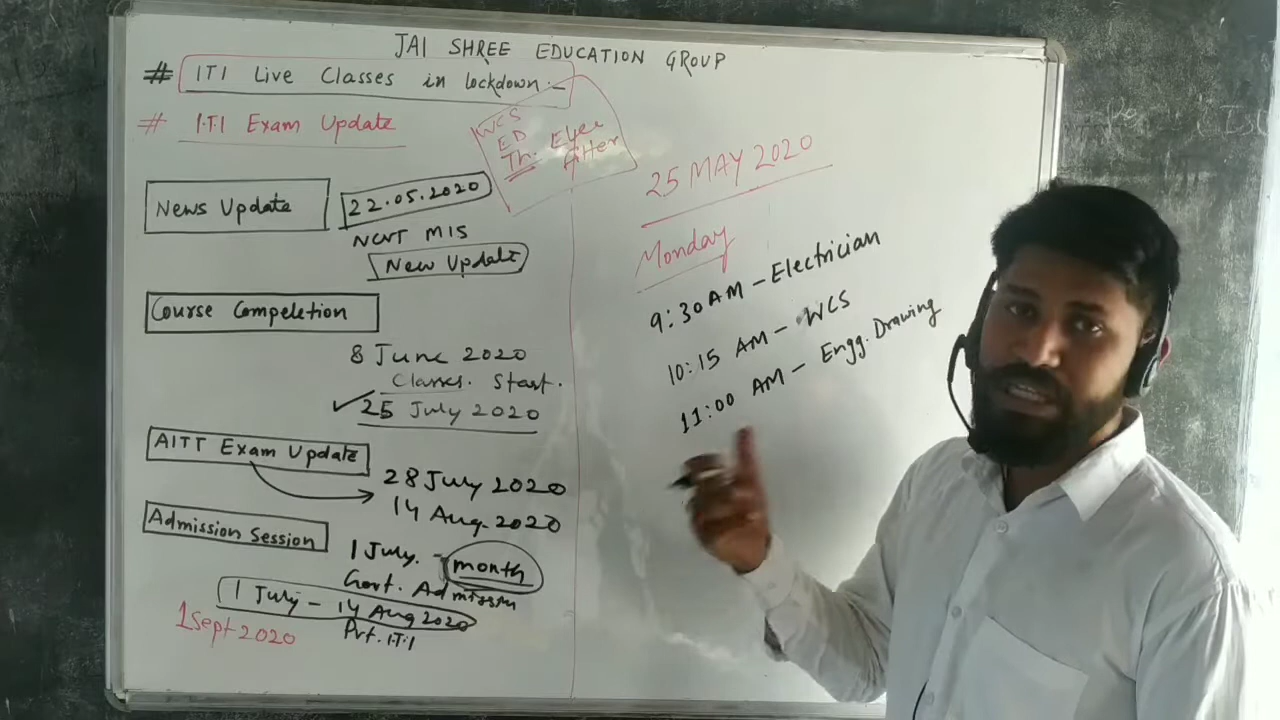 JAI SHREE EDUCATION GROUP
# ITI Live Classes in lockdown -
# I.T.I Exam Update
WCS
ED
Th. Elec
fitter
News Update
22.05.2020
NCVT MIS
New Update
Course Compeletion
8 June 2020
Classes. Start.
25 July 2020
AITT Exam Update
28 July 2020
14 Aug. 2020
Admission Session
1 July. - month
Govt. Admission
1 July - 14 Aug 2020
Pvt. I.T.I
1 Sept 2020
25 MAY 2020
Monday
9:30 AM - Electrician
10:15 AM - WCS
11:00 AM - Engg. Drawing